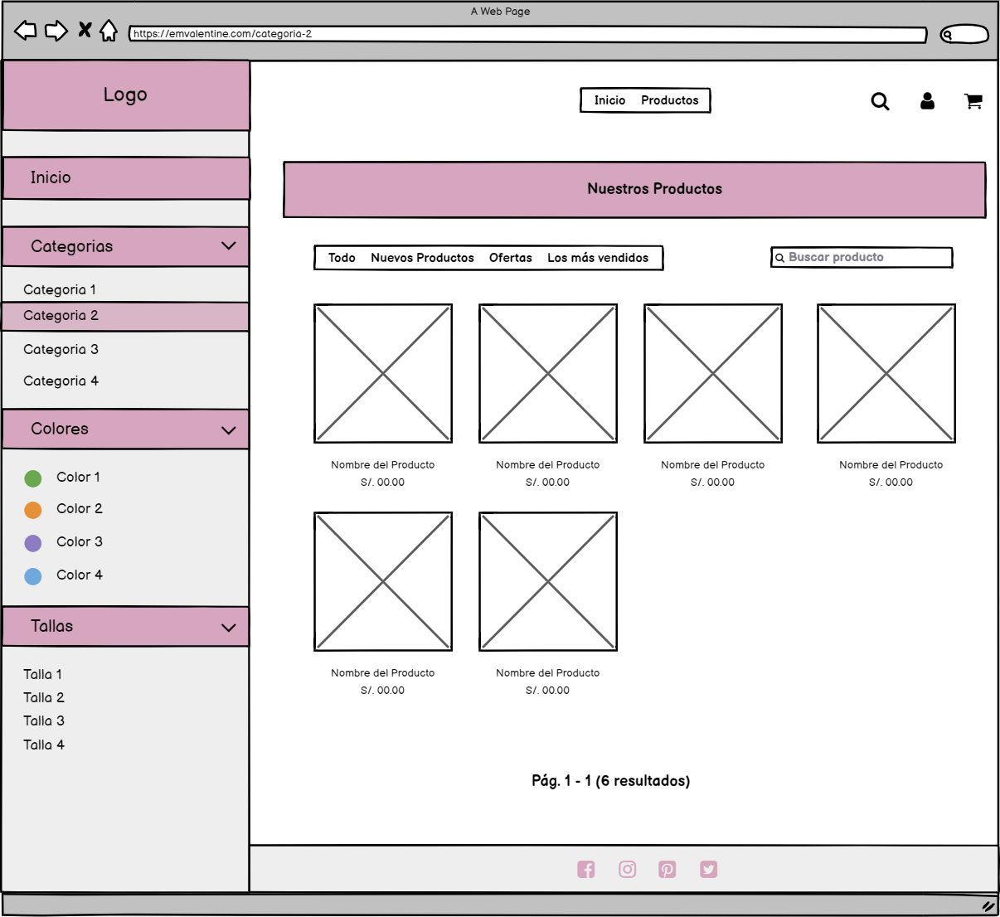 A Web Page
https://emvalentine.com/categoria-2
Logo
Inicio
Categorias
Categoria 1
Categoria 2
Categoria 3
Categoria 4
Colores
Color 1
Color 2
Color 3
Color 4
Tallas
Talla 1
Talla 2
Talla 3
Talla 4
Inicio Productos
Nuestros Productos
Todo Nuevos Productos Ofertas Los más vendidos
Buscar producto
Nombre del Producto
S/. 00.00
Nombre del Producto
S/. 00.00
Nombre del Producto
S/. 00.00
Nombre del Producto
S/. 00.00
Nombre del Producto
S/. 00.00
Nombre del Producto
S/. 00.00
Pág. 1 - 1 (6 resultados)